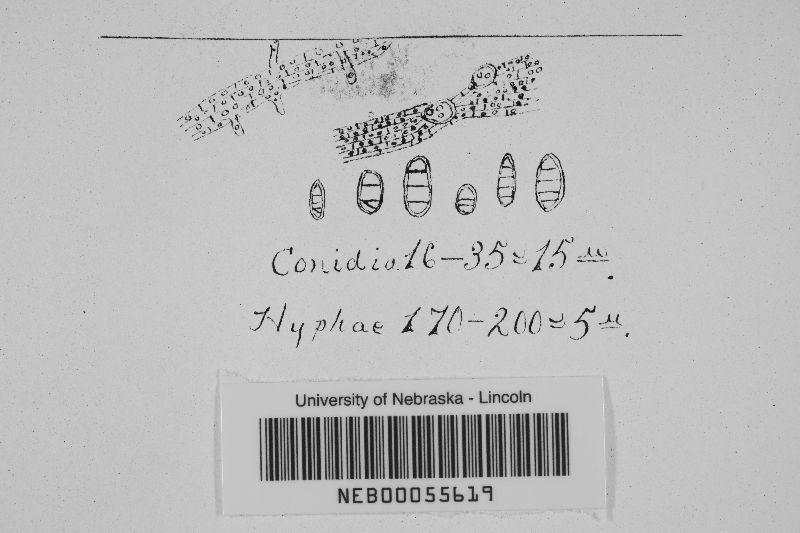 Conidia 16-35 ≈ 15 µ.
Hyphae 170-200 ≈ 5 µ.
University of Nebraska - Lincoln
NEB00055619